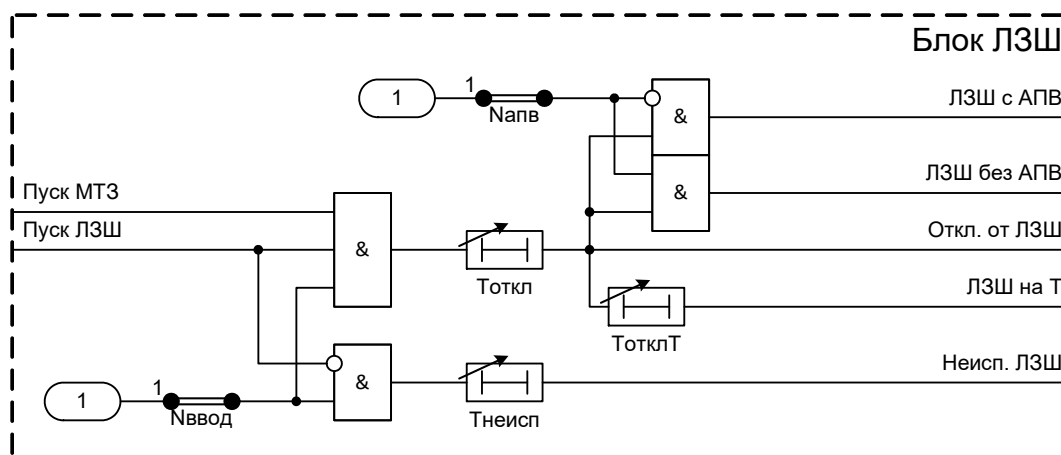 Блок ЛЗШ
1
1
Nапв
&
ЛЗШ с АПВ
&
ЛЗШ без АПВ
Пуск МТЗ
Пуск ЛЗШ
&
Тоткл
Откл. от ЛЗШ
ТотклТ
ЛЗШ на Т
1
1
Nввод
&
Тнеисп
Неисп. ЛЗШ